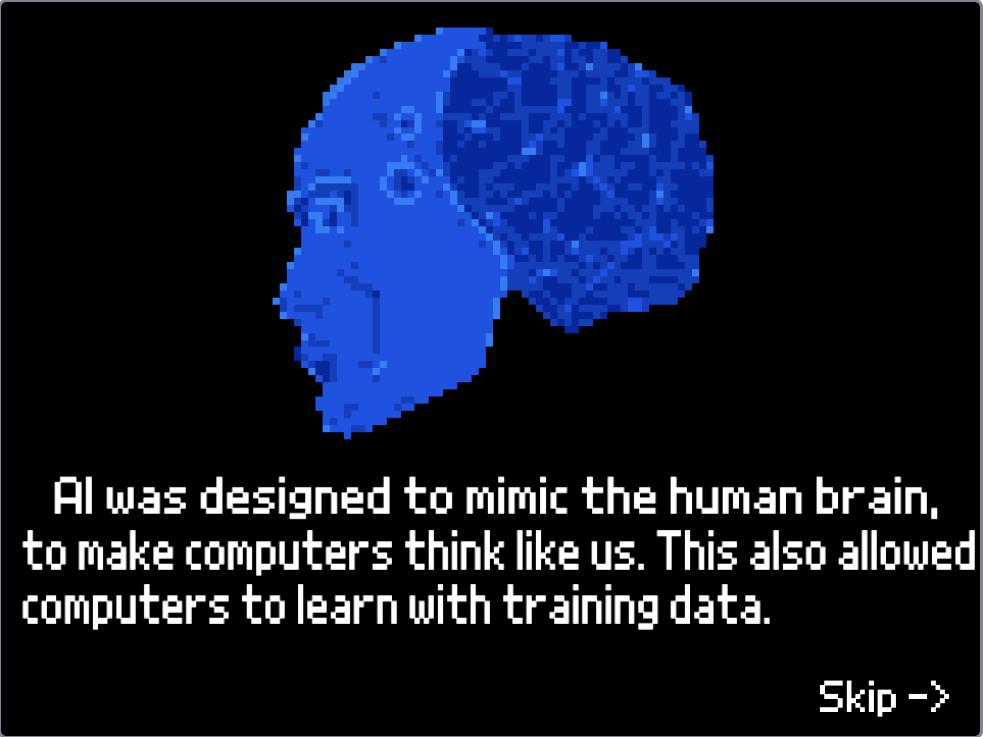 AI was designed to mimic the human brain,
to make computers think like us. This also allowed
computers to learn with training data.
Skip ->